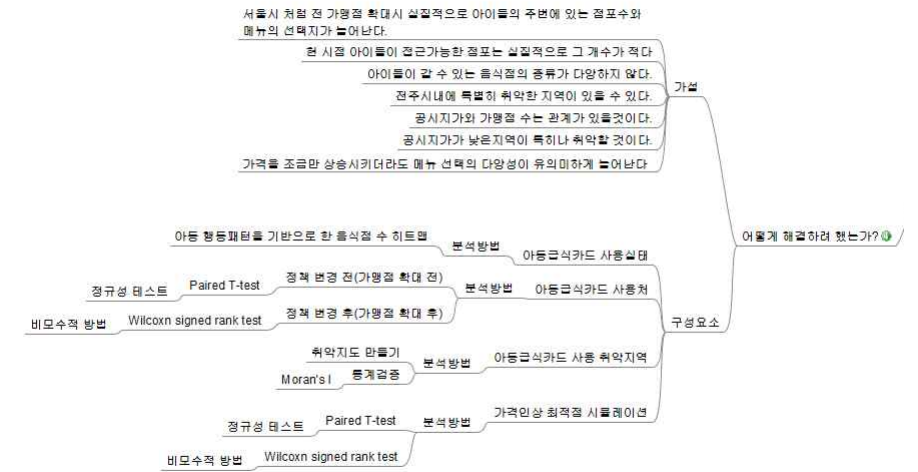 서울시 처럼 전 가맹점 확대시 실질적으로 아이들의 주변에 있는 점포수와
메뉴의 선택지가 늘어난다.
현 시점 아이들이 접근가능한 점포는 실질적으로 그 개수가 적다
아이들이 갈 수 있는 음식점의 종류가 다양하지 않다.
전주시내에 특별히 취약한 지역이 있을 수 있다.
공시지가와 가맹점 수는 관계가 있을것이다.
공시지가가 낮은지역이 특히나 취약할 것이다.
가격을 조금만 상승시키더라도 메뉴 선택의 다양성이 유의미하게 늘어난다
가설
어떻게 해결하려 했는가?
아동 행동패턴을 기반으로 한 음식점 수 히트맵
분석방법
아동급식카드 사용실태
정규성 테스트
Paired T-test
정책 변경 전(가맹점 확대 전)
분석방법
아동급식카드 사용처
비모수적 방법
Wilcoxn signed rank test
정책 변경 후(가맹점 확대 후)
구성요소
취약지도 만들기
분석방법
아동급식카드 사용 취약지역
Moran's I
통계검증
가격인상 최적점 시뮬레이션
정규성 테스트
Paired T-test
분석방법
비모수적 방법
Wilcoxn signed rank test